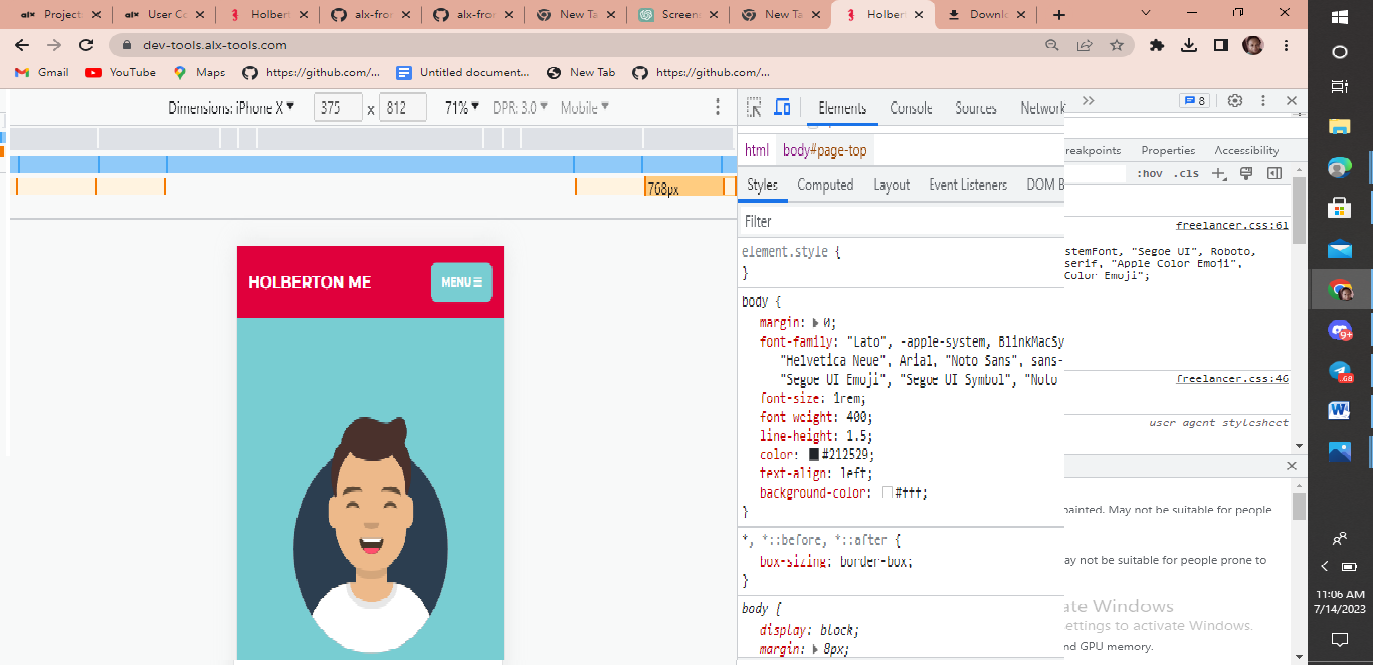 Project
User Co
Holbert
alx-fron
alx-fron
New Ta
Screen
New Ta
Holbert
Downl
dev-tools.alx-tools.com
Gmail
YouTube
Maps
https://github.com/...
Untitled document...
New Tab
https://github.com/...
Dimensions: iPhone X
375
x
812
71%
DPR: 3.0
Mobile
768px
HOLBERTON ME
MENU
Elements
Console
Sources
Network
8
html
body#page-top
Styles
Computed
Layout
Event Listeners
DOM B
Filter
element.style {
}
body {
margin: 0;
font-family: "Lato", -apple-system, BlinkMacSy
"Helvetica Neue", Arial, "Noto Sans", sans-
"Segoe UI Emoji", "Segoe UI Symbol", "Noto
font-size: 1rem;
font weight: 400;
line-height: 1.5;
color: #212529;
text-align: left;
background-color: #fff;
}
*, *::before, *::after {
box-sizing: border-box;
}
body {
display: block;
margin: 8px;
reakpoints
Properties
Accessibility
:hov
.cls
freelancer.css:61
stemFont, "Segoe UI", Roboto,
serif, "Apple Color Emoji",
Color Emoji";
freelancer.css:46
user agent stylesheet
painted. May not be suitable for people
ay not be suitable for people prone to
ate Windows
ettings to activate Windows.
nd GPU memory.
9+
.68
11:06 AM
7/14/2023